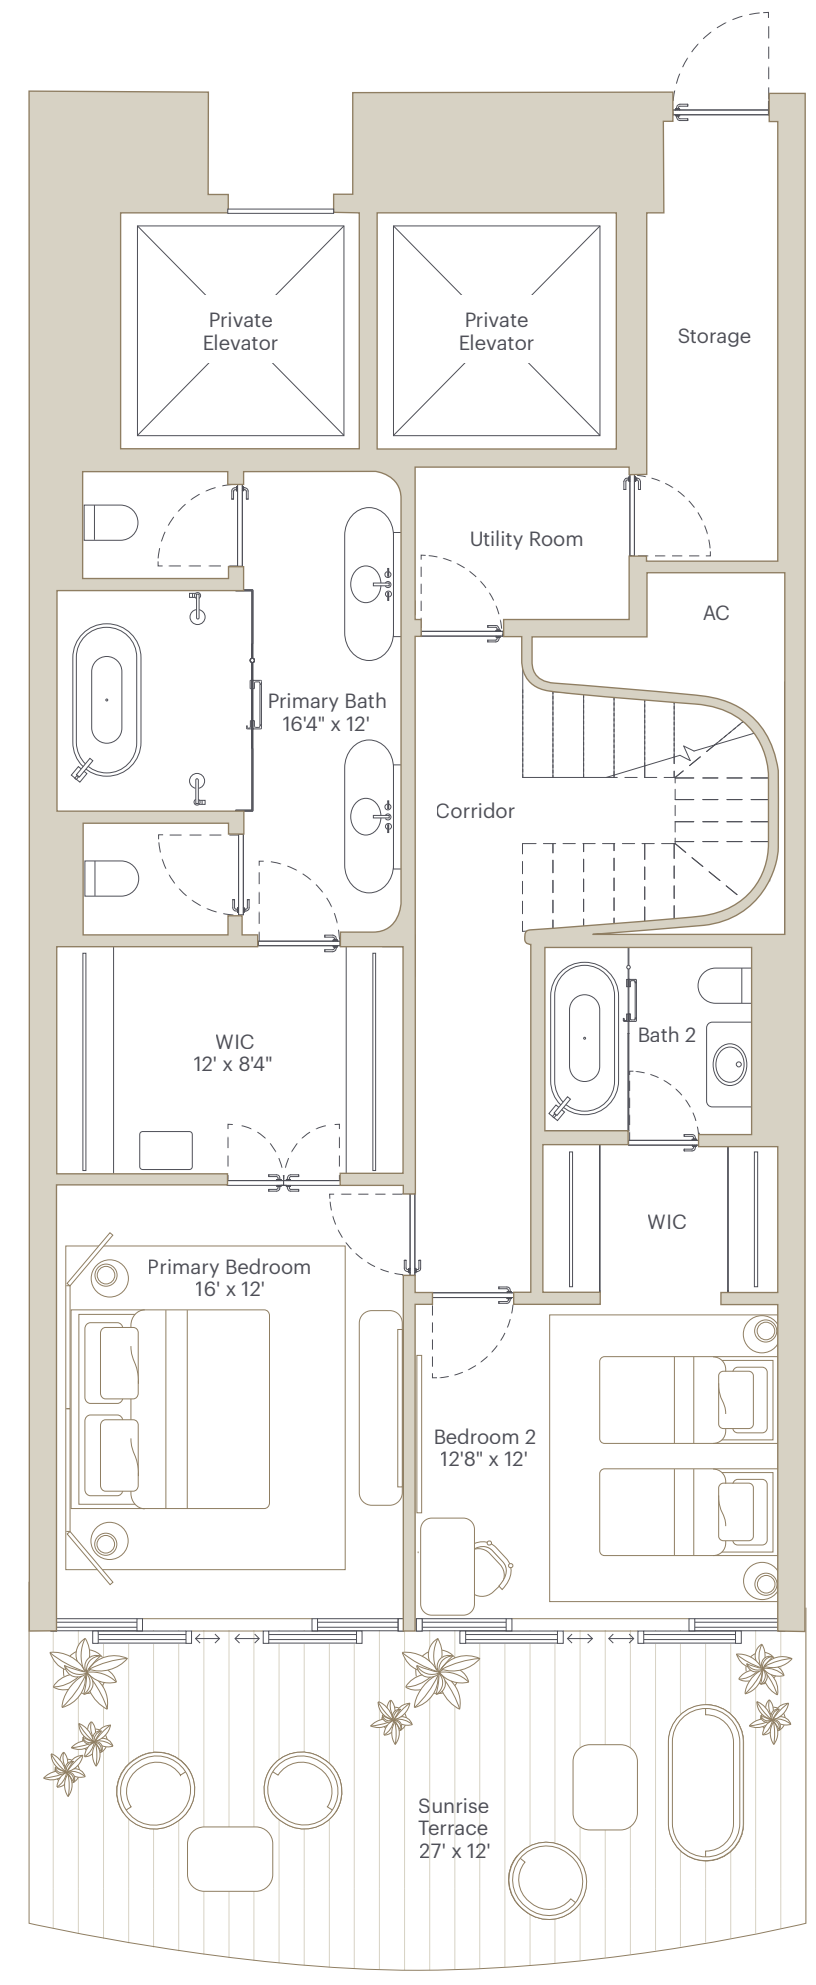 Private
Elevator
Private
Elevator
Storage
Utility Room
AC
Primary Bath
16'4" x 12'
Corridor
WIC
12' x 8'4"
Bath 2
WIC
Primary Bedroom
16' x 12'
Bedroom 2
12'8" x 12'
Sunrise
Terrace
27' x 12'